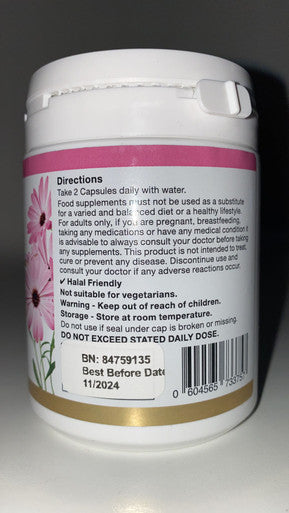 Directions
Take 2 Capsules daily with water.
Food supplements must not be used as a substitute
for a varied and balanced diet or a healthy lifestyle.
For adults only, if you are pregnant, breastfeeding,
taking any medications or have any medical condition it
is advisable to always consult your doctor before taking
any supplements. This product is not intended to treat,
cure or prevent any disease. Discontinue use and
consult your doctor if any adverse reactions occur.
✔ Halal Friendly
Not suitable for vegetarians.
Warning - Keep out of reach of children.
Storage - Store at room temperature.
Do not use if seal under cap is broken or missing.
DO NOT EXCEED STATED DAILY DOSE.
BN: 84759135
Best Before Date
11/2024
0 604565 733751